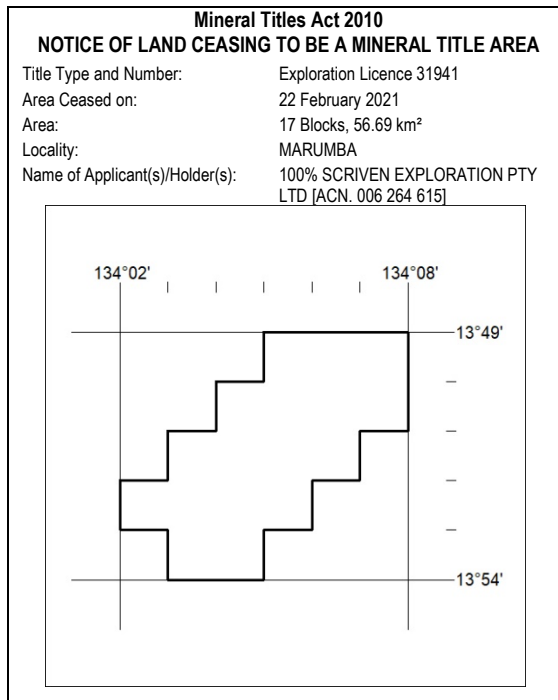 Mineral Titles Act 2010
NOTICE OF LAND CEASING TO BE A MINERAL TITLE AREA
Title Type and Number: Exploration Licence 31941
Area Ceased on: 22 February 2021
Area: 17 Blocks, 56.69 km²
Locality: MARUMBA
Name of Applicant(s)/Holder(s): 100% SCRIVEN EXPLORATION PTY
LTD [ACN. 006 264 615]
134°02' 134°08'
13°49'
13°54'